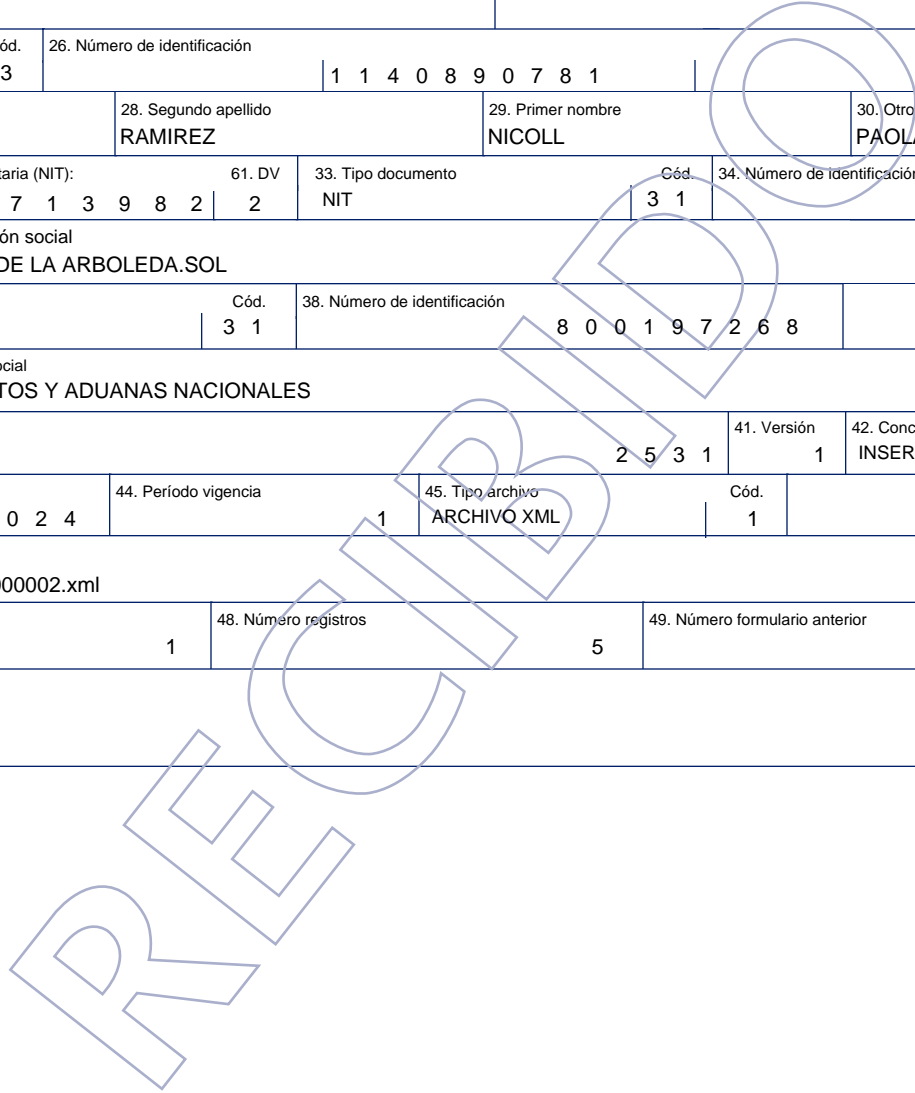 ód. 26. Número de identificación
3 1 1 4 0 8 9 0 7 8 1
28. Segundo apellido 29. Primer nombre 30. Otro
RAMIREZ NICOLL PAOLA
taria (NIT): 61. DV 33. Tipo documento Cód. 34. Número de identificación
7 1 3 9 8 2 2 NIT 3 1
ón social
DE LA ARBOLEDA.SOL
Cód. 38. Número de identificación
3 1 8 0 0 1 9 7 2 6 8
ocial
TOS Y ADUANAS NACIONALES
41. Versión 42. Conc
2 5 3 1 1 INSER
44. Período vigencia 45. Tipo archivo Cód.
0 2 4 1 ARCHIVO XML 1
000002.xml
48. Número registros 49. Número formulario anterior
1 5
RECIBIDO